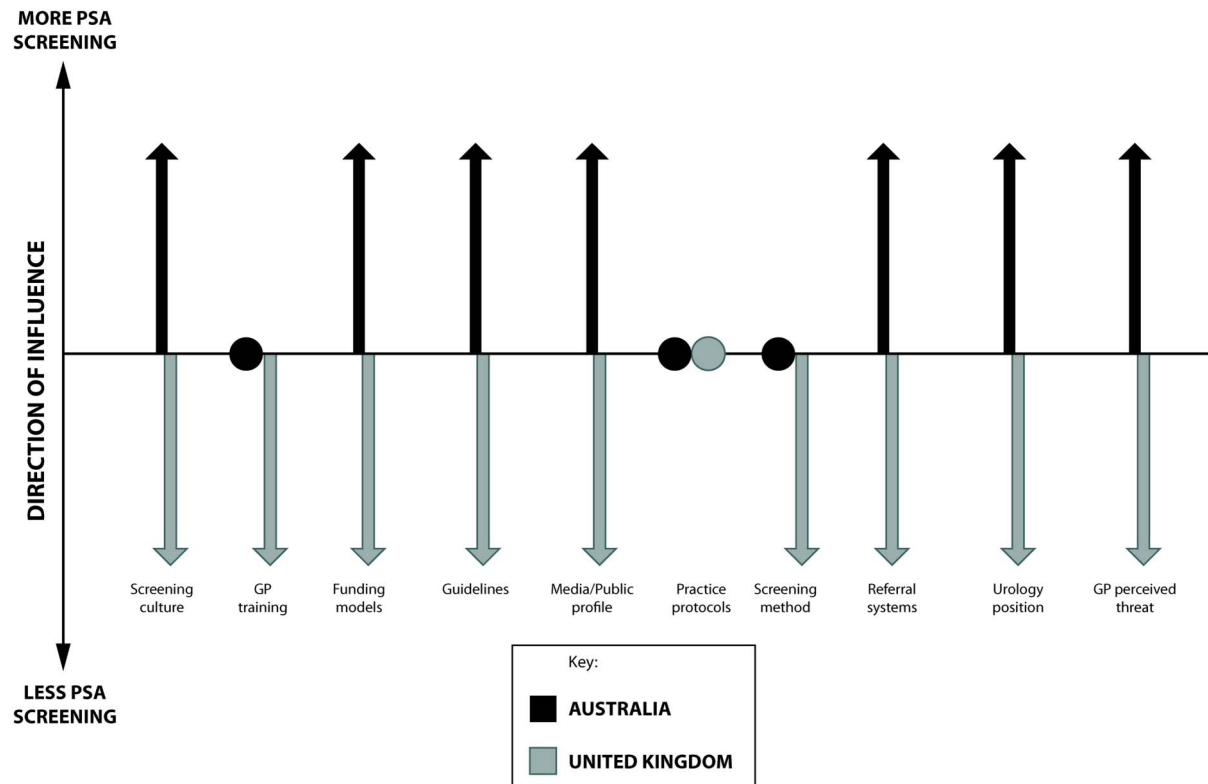 MORE PSA
SCREENING
DIRECTION OF INFLUENCE
Screening
culture
GP
training
Funding
models
Guidelines
Media/Public
profile
Practice
protocols
Screening
method
Referral
systems
Urology
position
GP perceived
threat
LESS PSA
SCREENING
Key:
AUSTRALIA
UNITED KINGDOM